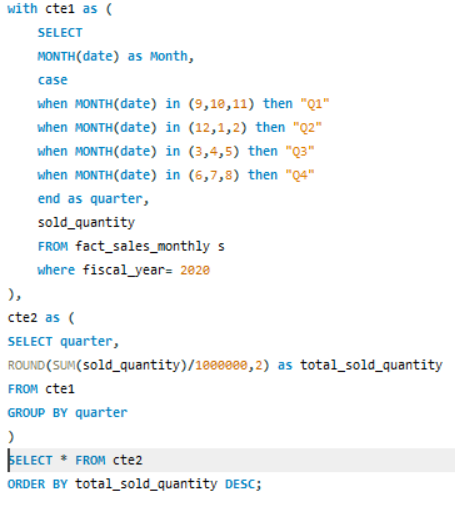 with cte1 as (
SELECT
MONTH(date) as Month,
case
when MONTH(date) in (9,10,11) then "Q1"
when MONTH(date) in (12,1,2) then "Q2"
when MONTH(date) in (3,4,5) then "Q3"
when MONTH(date) in (6,7,8) then "Q4"
end as quarter,
sold_quantity
FROM fact_sales_monthly s
where fiscal_year= 2020
),
cte2 as (
SELECT quarter,
ROUND(SUM(sold_quantity)/1000000,2) as total_sold_quantity
FROM cte1
GROUP BY quarter
)
SELECT * FROM cte2
ORDER BY total_sold_quantity DESC;